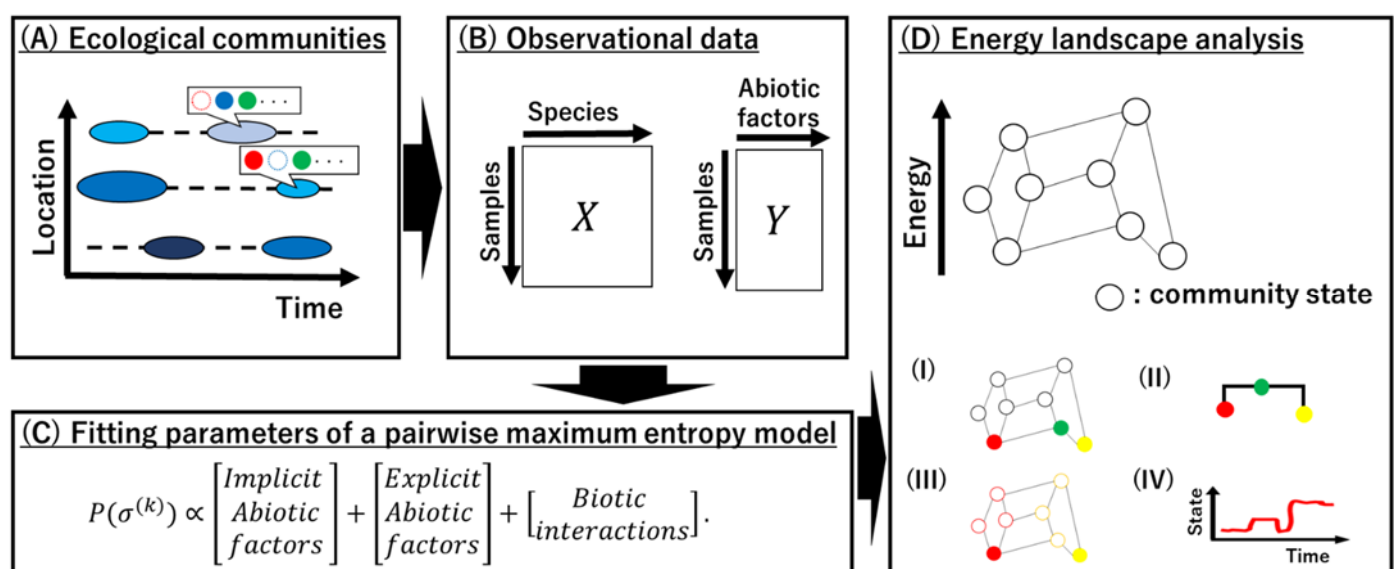 (A) Ecological communities
Location
Time
(B) Observational data
Species
Samples
X
Abiotic
factors
Samples
Y
(C) Fitting parameters of a pairwise maximum entropy model
P(σ^(k)) ∝ [Implicit Abiotic factors] + [Explicit Abiotic factors] + [Biotic interactions].
(D) Energy landscape analysis
Energy
: community state
(I)
(II)
(III)
(IV)
State
Time